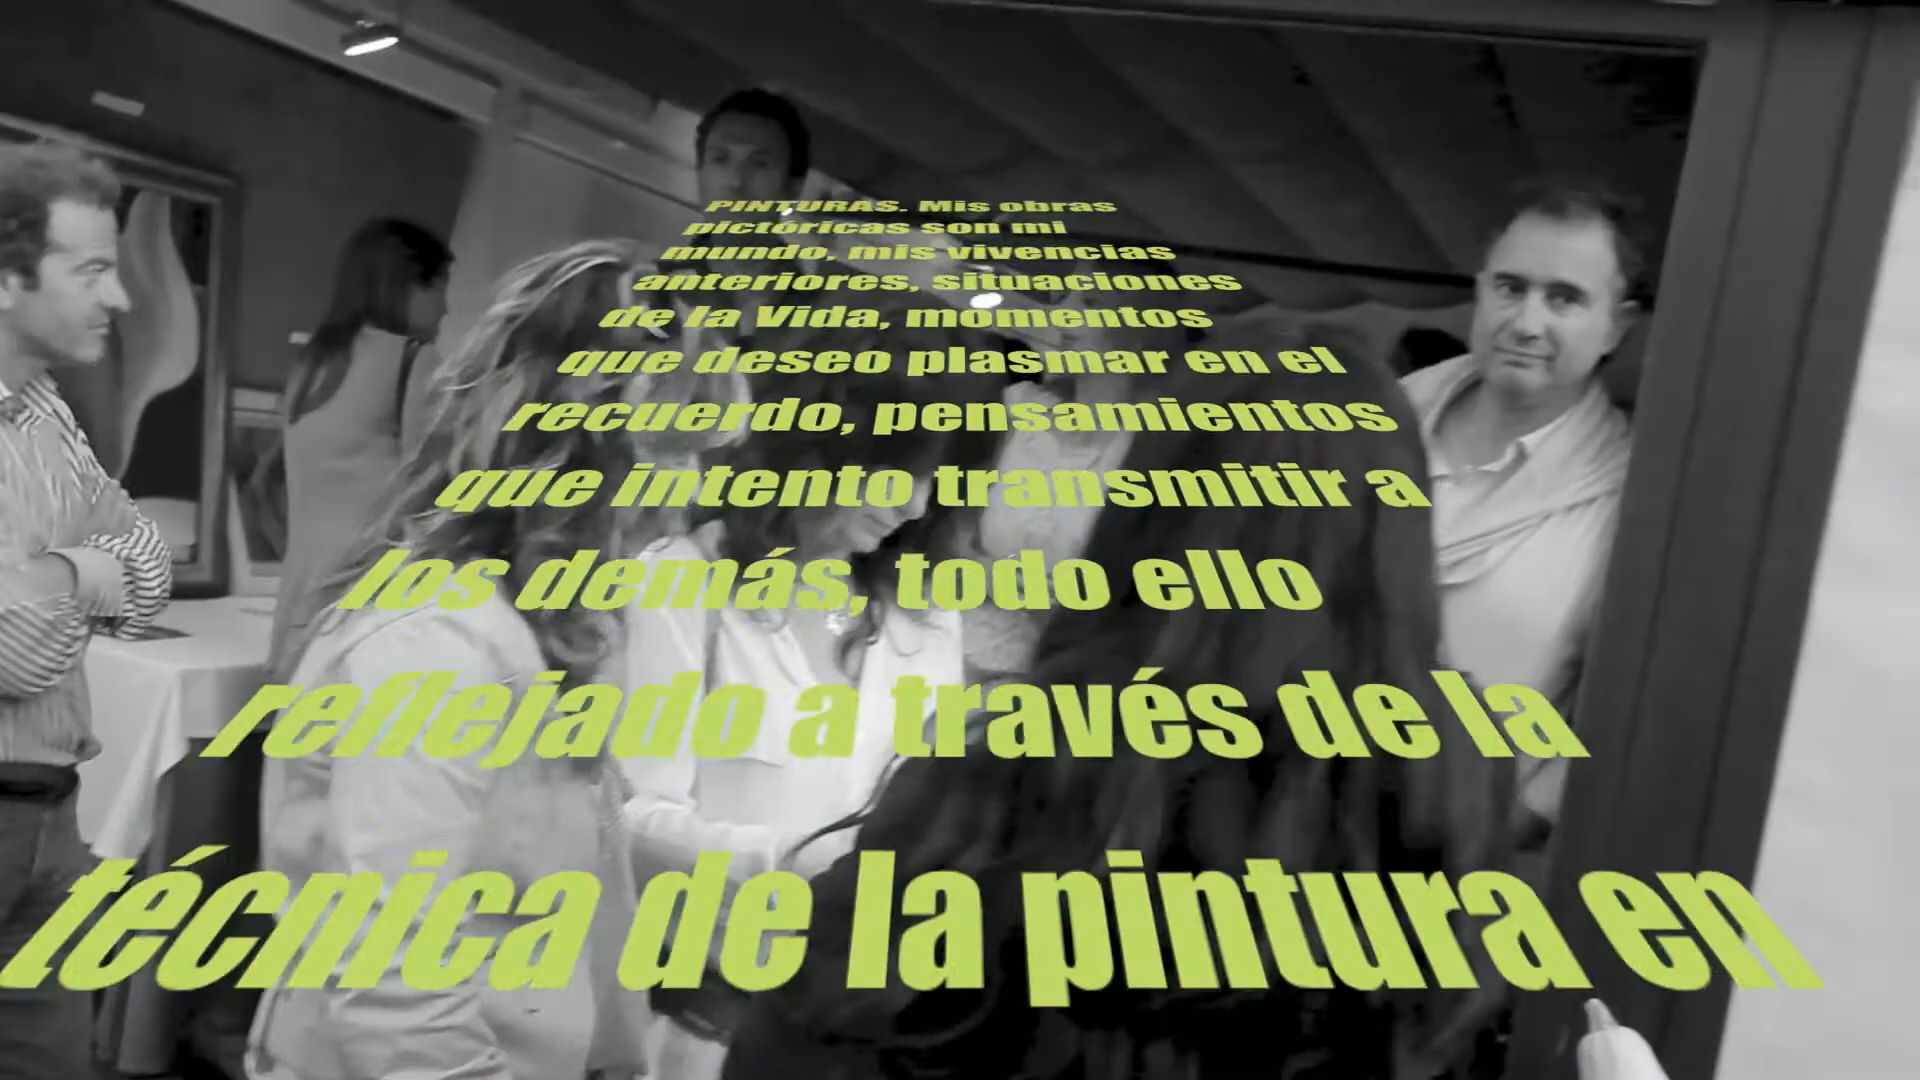 PINTURAS. Mis obras
pictóricas son mi
mundo, mis vivencias
anteriores, situaciones
de la Vida, momentos
que deseo plasmar en el
recuerdo, pensamientos
que intento transmitir a
los demás, todo ello
reflejado a través de la
técnica de la pintura en